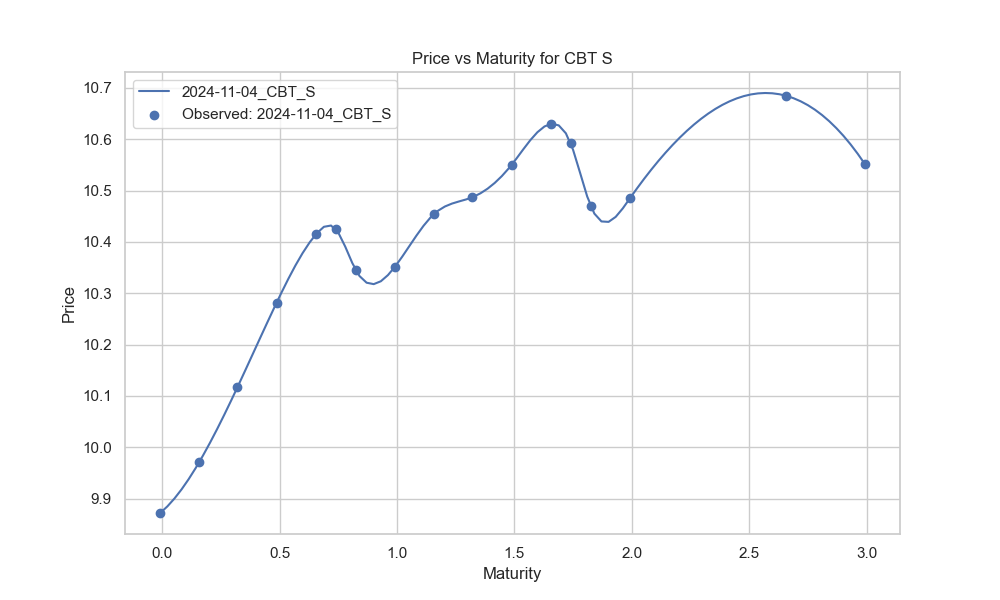 Price vs Maturity for CBT S
2024-11-04_CBT_S
Observed: 2024-11-04_CBT_S
Price
10.7
10.6
10.5
10.4
10.3
10.2
10.1
10.0
9.9
0.0 0.5 1.0 1.5 2.0 2.5 3.0
Maturity